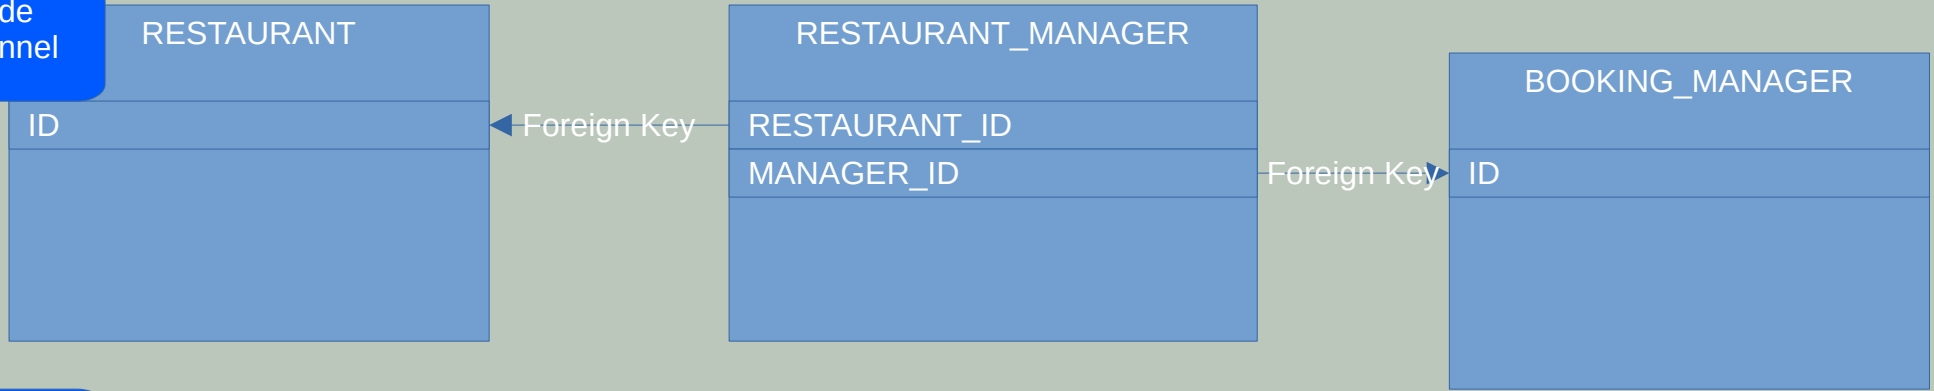 de
nnel
RESTAURANT
ID
Foreign Key
RESTAURANT_MANAGER
RESTAURANT_ID
MANAGER_ID
Foreign Key
BOOKING_MANAGER
ID